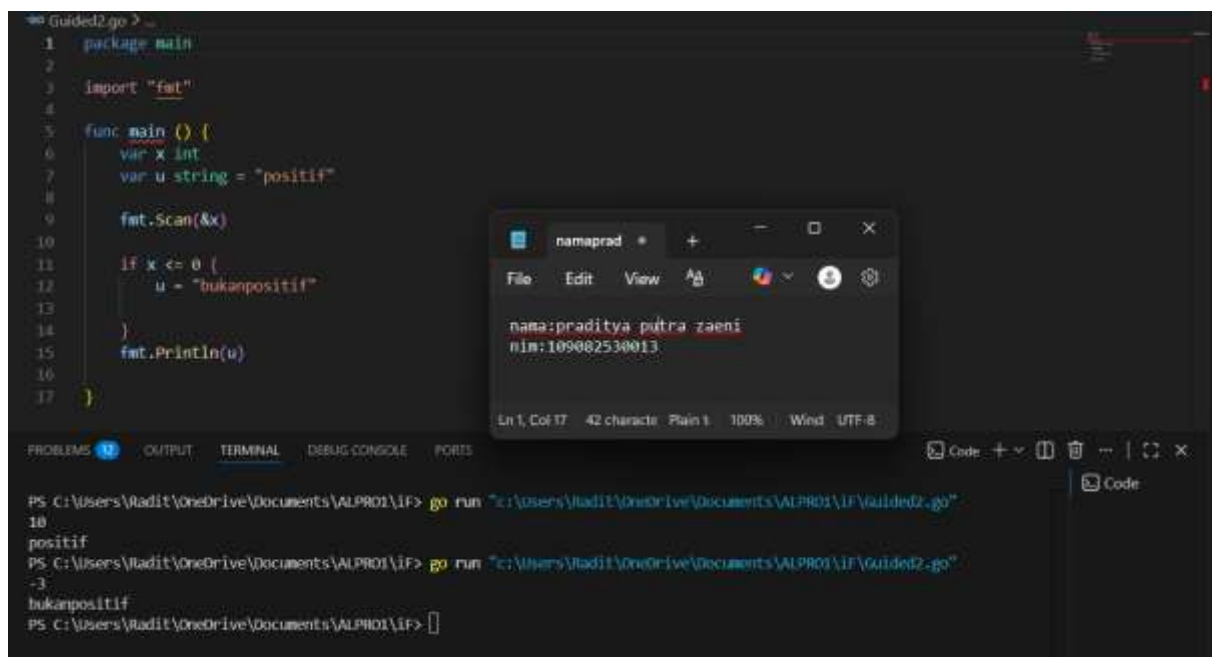 Guided2.go > ...
1 package main
2
3 import "fmt"
4
5 func main () {
6 var x int
7 var u string = "positif"
8
9 fmt.Scan(&x)
10
11 if x <= 0 {
12 u = "bukanpositif"
13
14 }
15 fmt.Println(u)
16
17 }
namaprad
File Edit View
nama:praditya putra zaeni
nim:109082530013
Ln 1, Col 17 42 characte Plain t 100% Wind UTF-8
PROBLEMS 12 OUTPUT TERMINAL DEBUG CONSOLE PORTS Code
Code
PS C:\Users\Radit\OneDrive\Documents\ALPRO1\iF> go run "c:\Users\Radit\OneDrive\Documents\ALPRO1\iF\Guided2.go"
10
positif
PS C:\Users\Radit\OneDrive\Documents\ALPRO1\iF> go run "c:\Users\Radit\OneDrive\Documents\ALPRO1\iF\Guided2.go"
-3
bukanpositif
PS C:\Users\Radit\OneDrive\Documents\ALPRO1\iF>